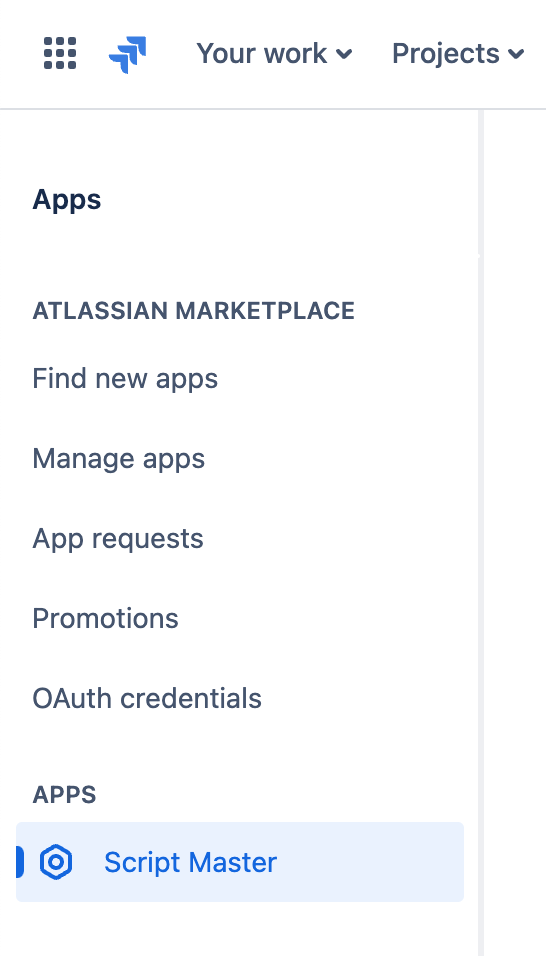 Your work Projects
Apps
ATLASSIAN MARKETPLACE
Find new apps
Manage apps
App requests
Promotions
OAuth credentials
APPS
Script Master